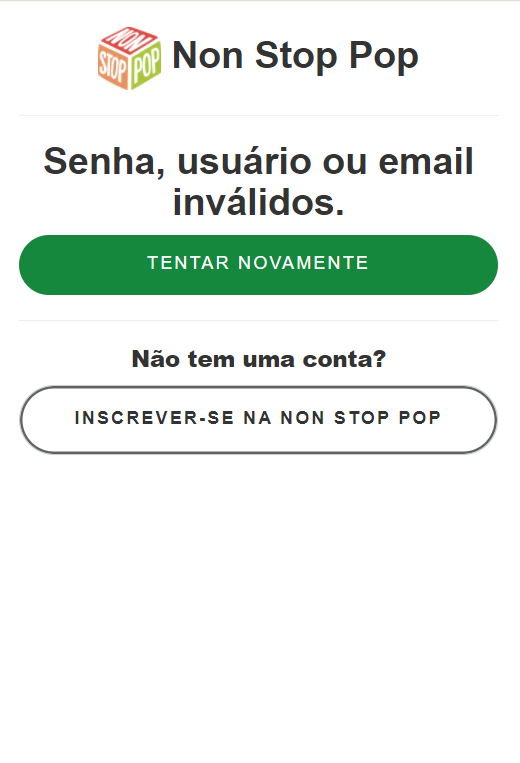 NON
STOP POP
Non Stop Pop
Senha, usuário ou email
inválidos.
TENTAR NOVAMENTE
Não tem uma conta?
INSCREVER-SE NA NON STOP POP